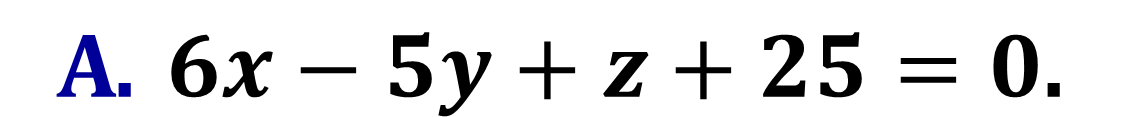 A. 6x − 5y + z + 25 = 0.